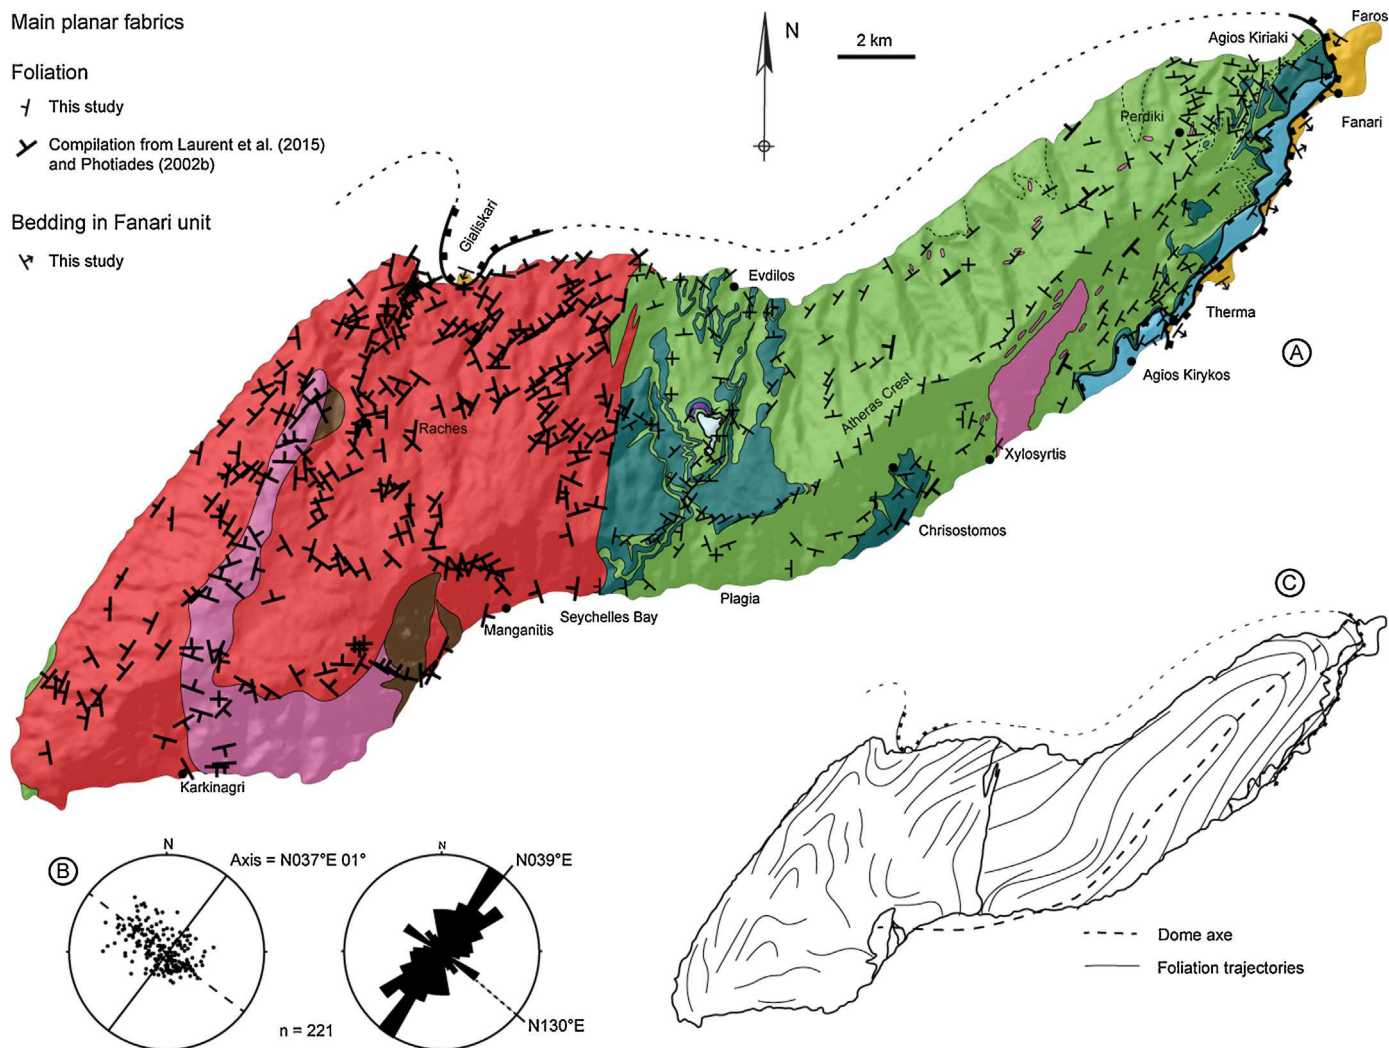 Main planar fabrics
Foliation
This study
Compilation from Laurent et al. (2015)
and Photiades (2002b)
Bedding in Fanari unit
This study
N
2 km
Faros
Agios Kiriaki
Fanari
Perdiki
Gialiskari
Evdilos
Therma
A
Agios Kirykos
Atheras Crest
Raches
Xylosyrtis
Chrisostomos
Plagia
Seychelles Bay
Manganitis
Karkinagri
C
Dome axe
Foliation trajectories
B
N
Axis = N037°E 01°
n = 221
N
N039°E
N130°E